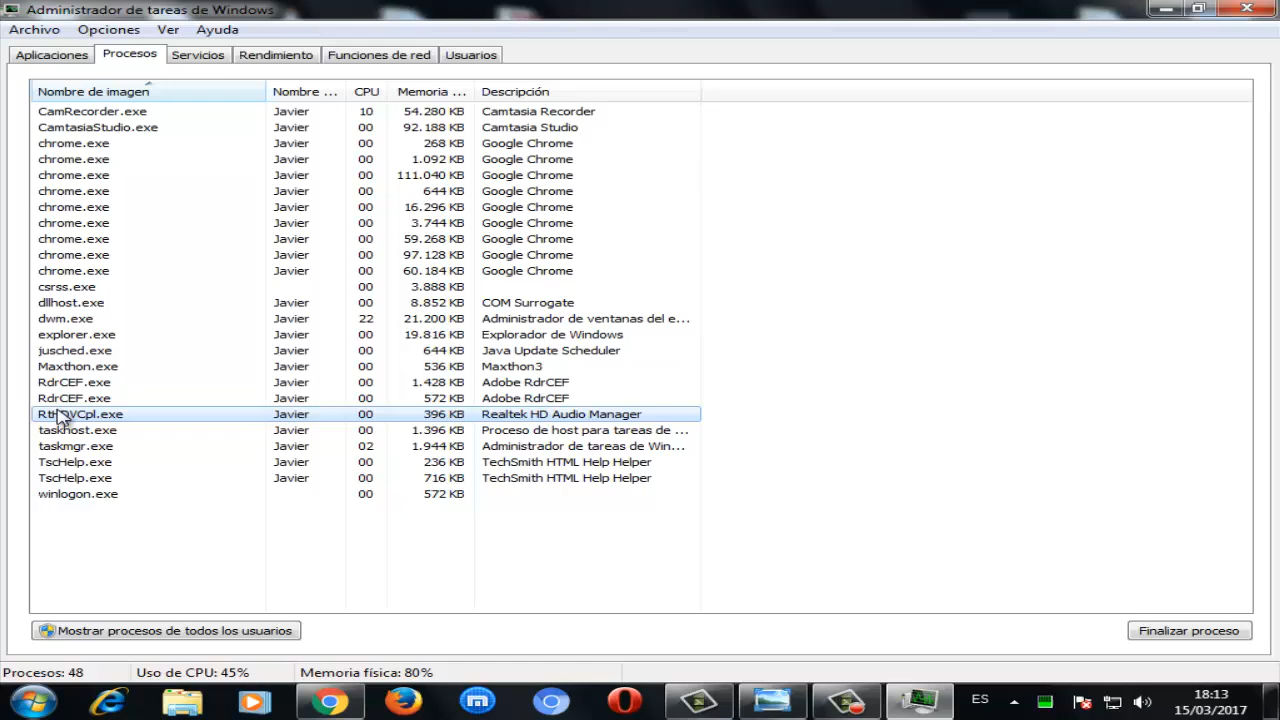 Administrador de tareas de Windows
Archivo Opciones Ver Ayuda
Aplicaciones Procesos Servicios Rendimiento Funciones de red Usuarios
Nombre de imagen Nombre ... CPU Memoria ... Descripción
CamRecorder.exe Javier 10 54.280 KB Camtasia Recorder
CamtasiaStudio.exe Javier 00 92.188 KB Camtasia Studio
chrome.exe Javier 00 268 KB Google Chrome
chrome.exe Javier 00 1.092 KB Google Chrome
chrome.exe Javier 00 111.040 KB Google Chrome
chrome.exe Javier 00 644 KB Google Chrome
chrome.exe Javier 00 16.296 KB Google Chrome
chrome.exe Javier 00 3.744 KB Google Chrome
chrome.exe Javier 00 59.268 KB Google Chrome
chrome.exe Javier 00 97.128 KB Google Chrome
chrome.exe Javier 00 60.184 KB Google Chrome
csrss.exe 00 3.888 KB
dllhost.exe Javier 00 8.852 KB COM Surrogate
dwm.exe Javier 22 21.200 KB Administrador de ventanas del e...
explorer.exe Javier 00 19.816 KB Explorador de Windows
jusched.exe Javier 00 644 KB Java Update Scheduler
Maxthon.exe Javier 00 536 KB Maxthon3
RdrCEF.exe Javier 00 1.428 KB Adobe RdrCEF
RdrCEF.exe Javier 00 572 KB Adobe RdrCEF
Javier 00 396 KB Realtek HD Audio Manager
taskhost.exe Javier 00 1.396 KB Proceso de host para tareas de ...
taskmgr.exe Javier 02 1.944 KB Administrador de tareas de Win...
TscHelp.exe Javier 00 236 KB TechSmith HTML Help Helper
TscHelp.exe Javier 00 716 KB TechSmith HTML Help Helper
winlogon.exe 00 572 KB
Mostrar procesos de todos los usuarios Finalizar proceso
Procesos: 48 Uso de CPU: 45% Memoria física: 80%
ES 18:13
15/03/2017